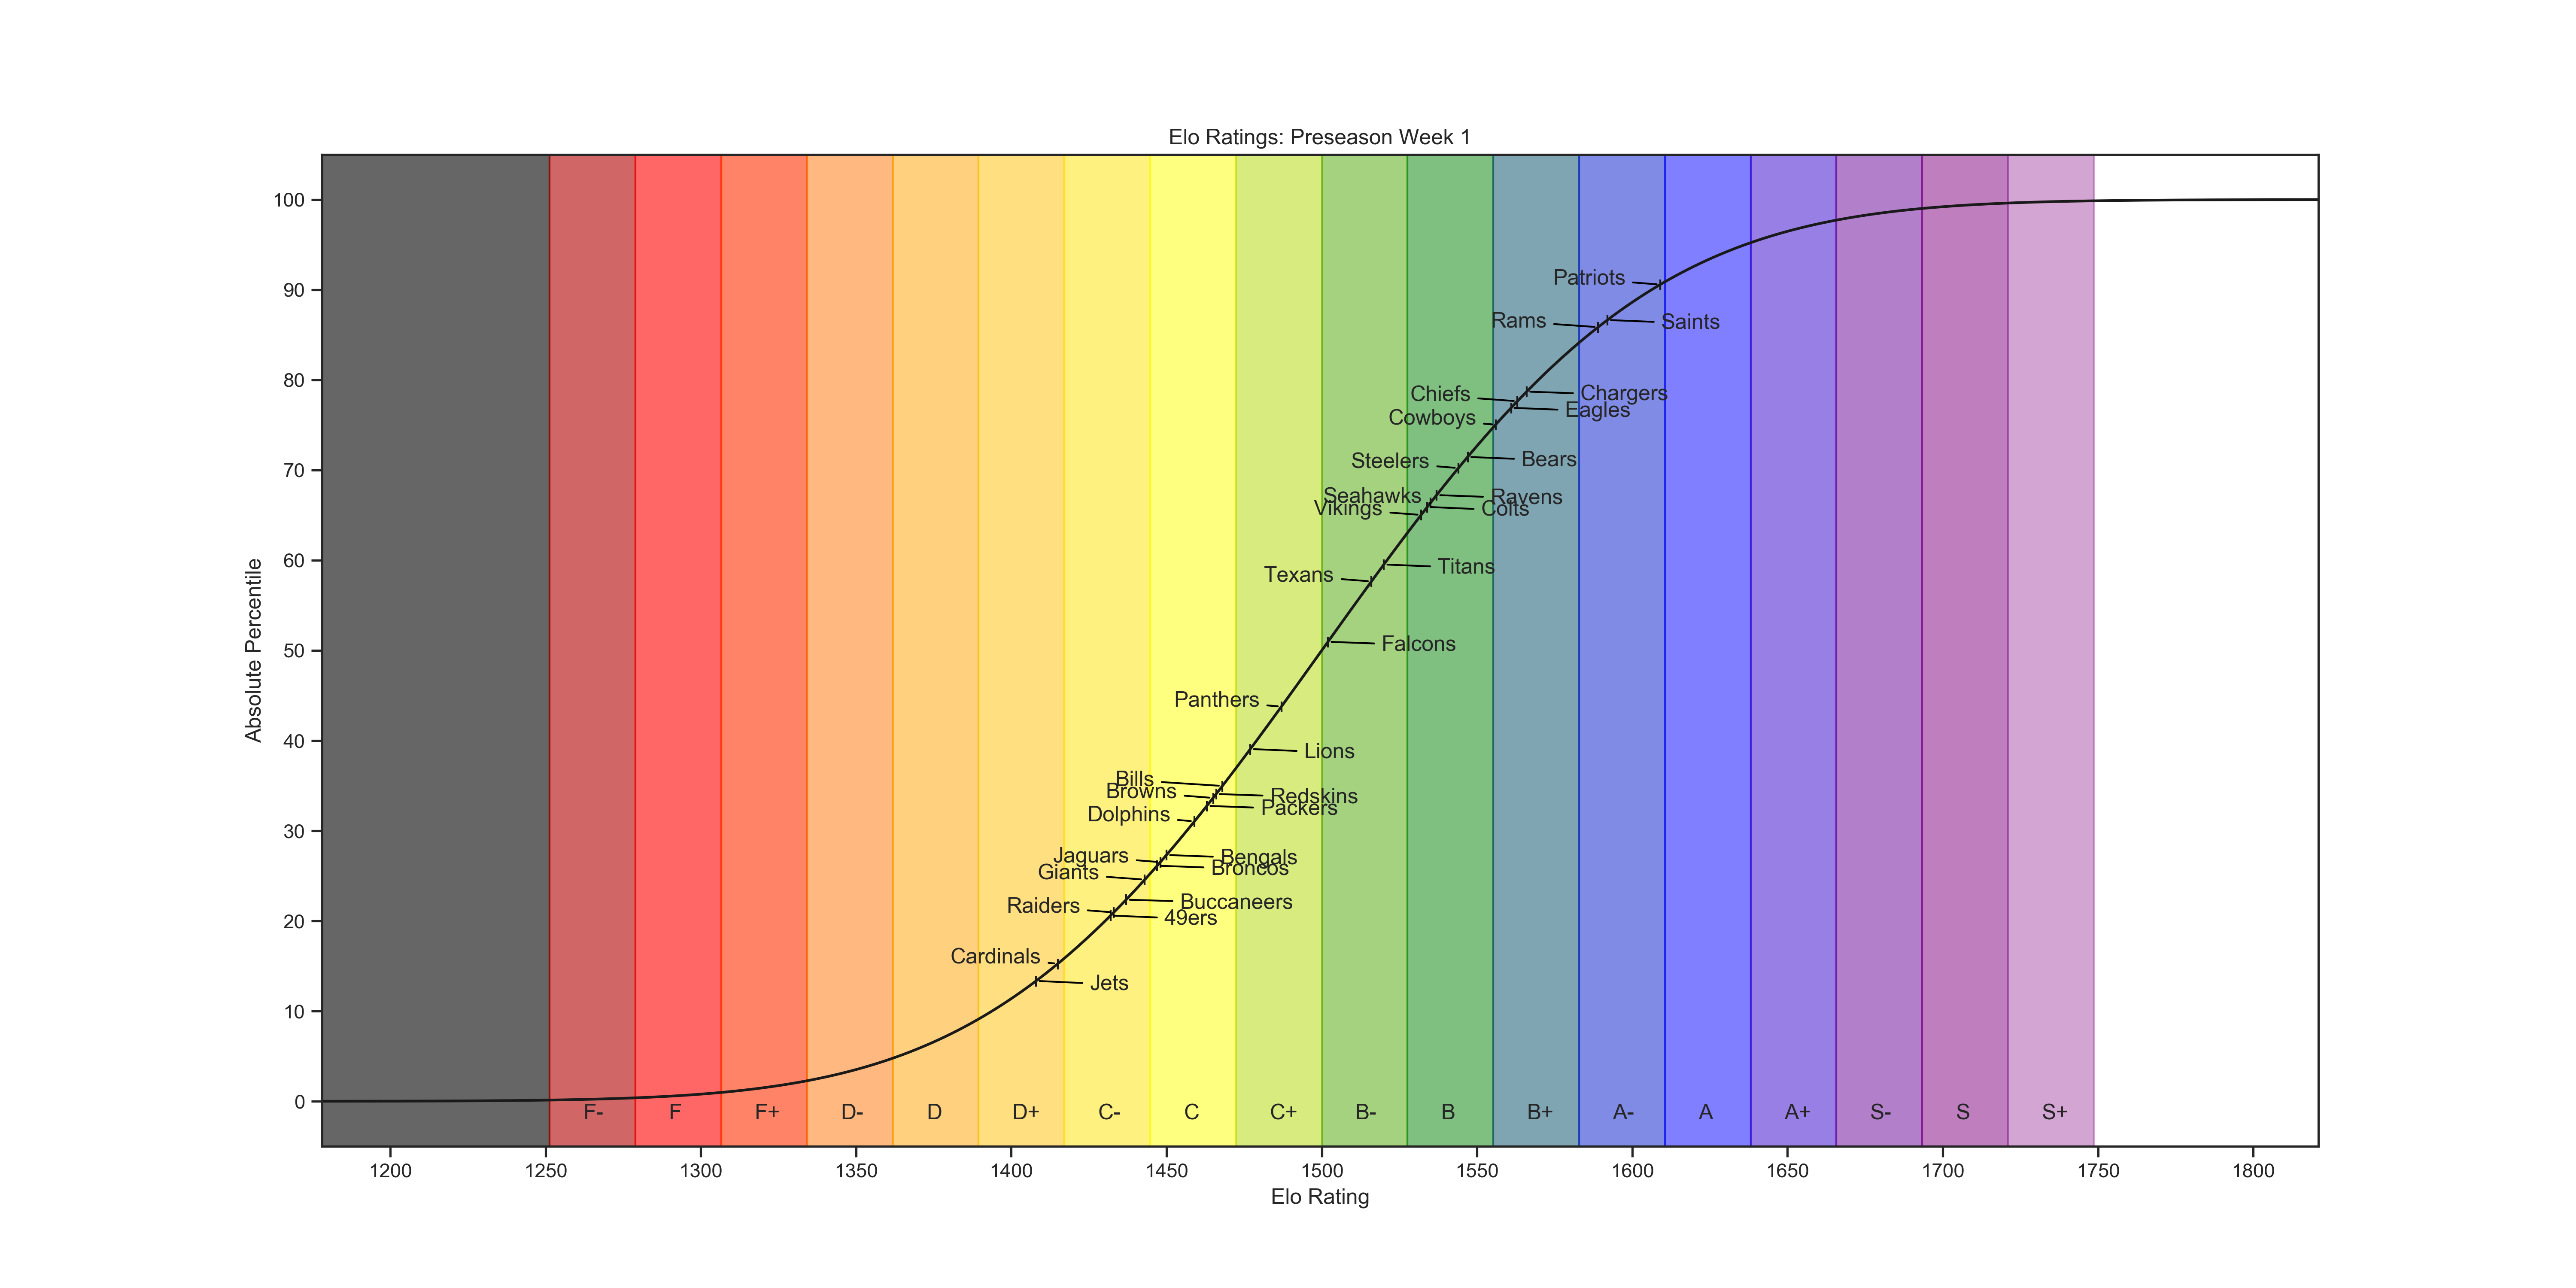 Elo Ratings: Preseason Week 1
100
90
80
70
60
50
40
30
20
10
0
Absolute Percentile
Patriots
Rams
Saints
Chiefs
Chargers
Eagles
Cowboys
Steelers
Bears
Seahawks
Ravens
Vikings
Colts
Texans
Titans
Falcons
Panthers
Lions
Bills
Browns
Redskins
Packers
Dolphins
Jaguars
Bengals
Broncos
Giants
Raiders
Buccaneers
49ers
Cardinals
Jets
F- F F+ D- D D+ C- C C+ B- B B+ A- A A+ S- S S+
1200 1250 1300 1350 1400 1450 1500 1550 1600 1650 1700 1750 1800
Elo Rating